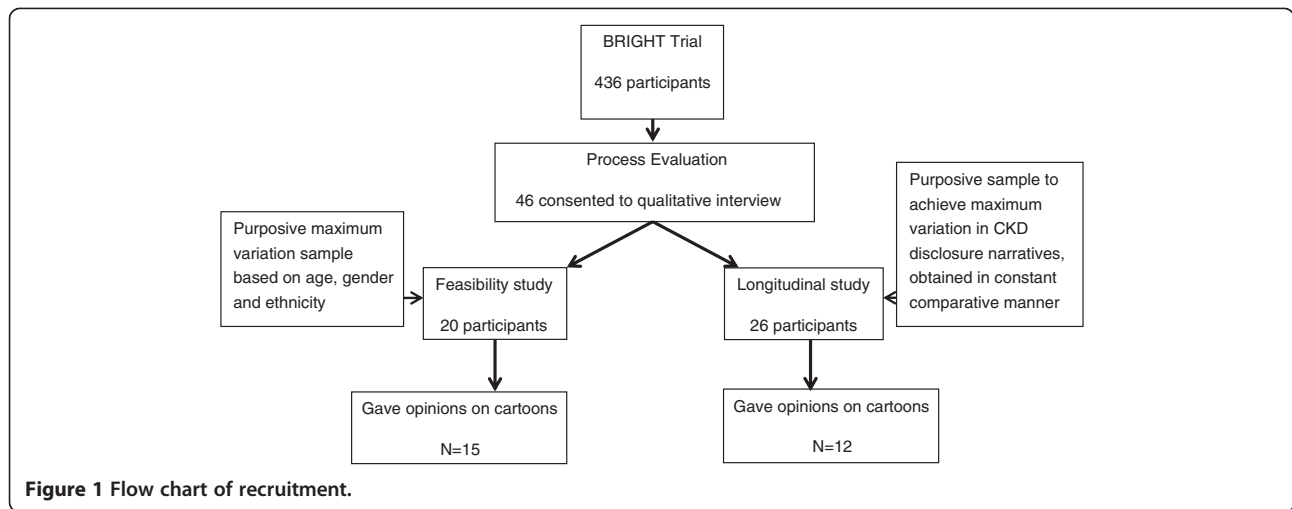 BRIGHT Trial
436 participants
Process Evaluation
46 consented to qualitative interview
Purposive maximum
variation sample
based on age, gender
and ethnicity
Feasibility study
20 participants
Longitudinal study
26 participants
Purposive sample to
achieve maximum
variation in CKD
disclosure narratives,
obtained in constant
comparative manner
Gave opinions on cartoons
N=15
Gave opinions on cartoons
N=12
Figure 1 Flow chart of recruitment.